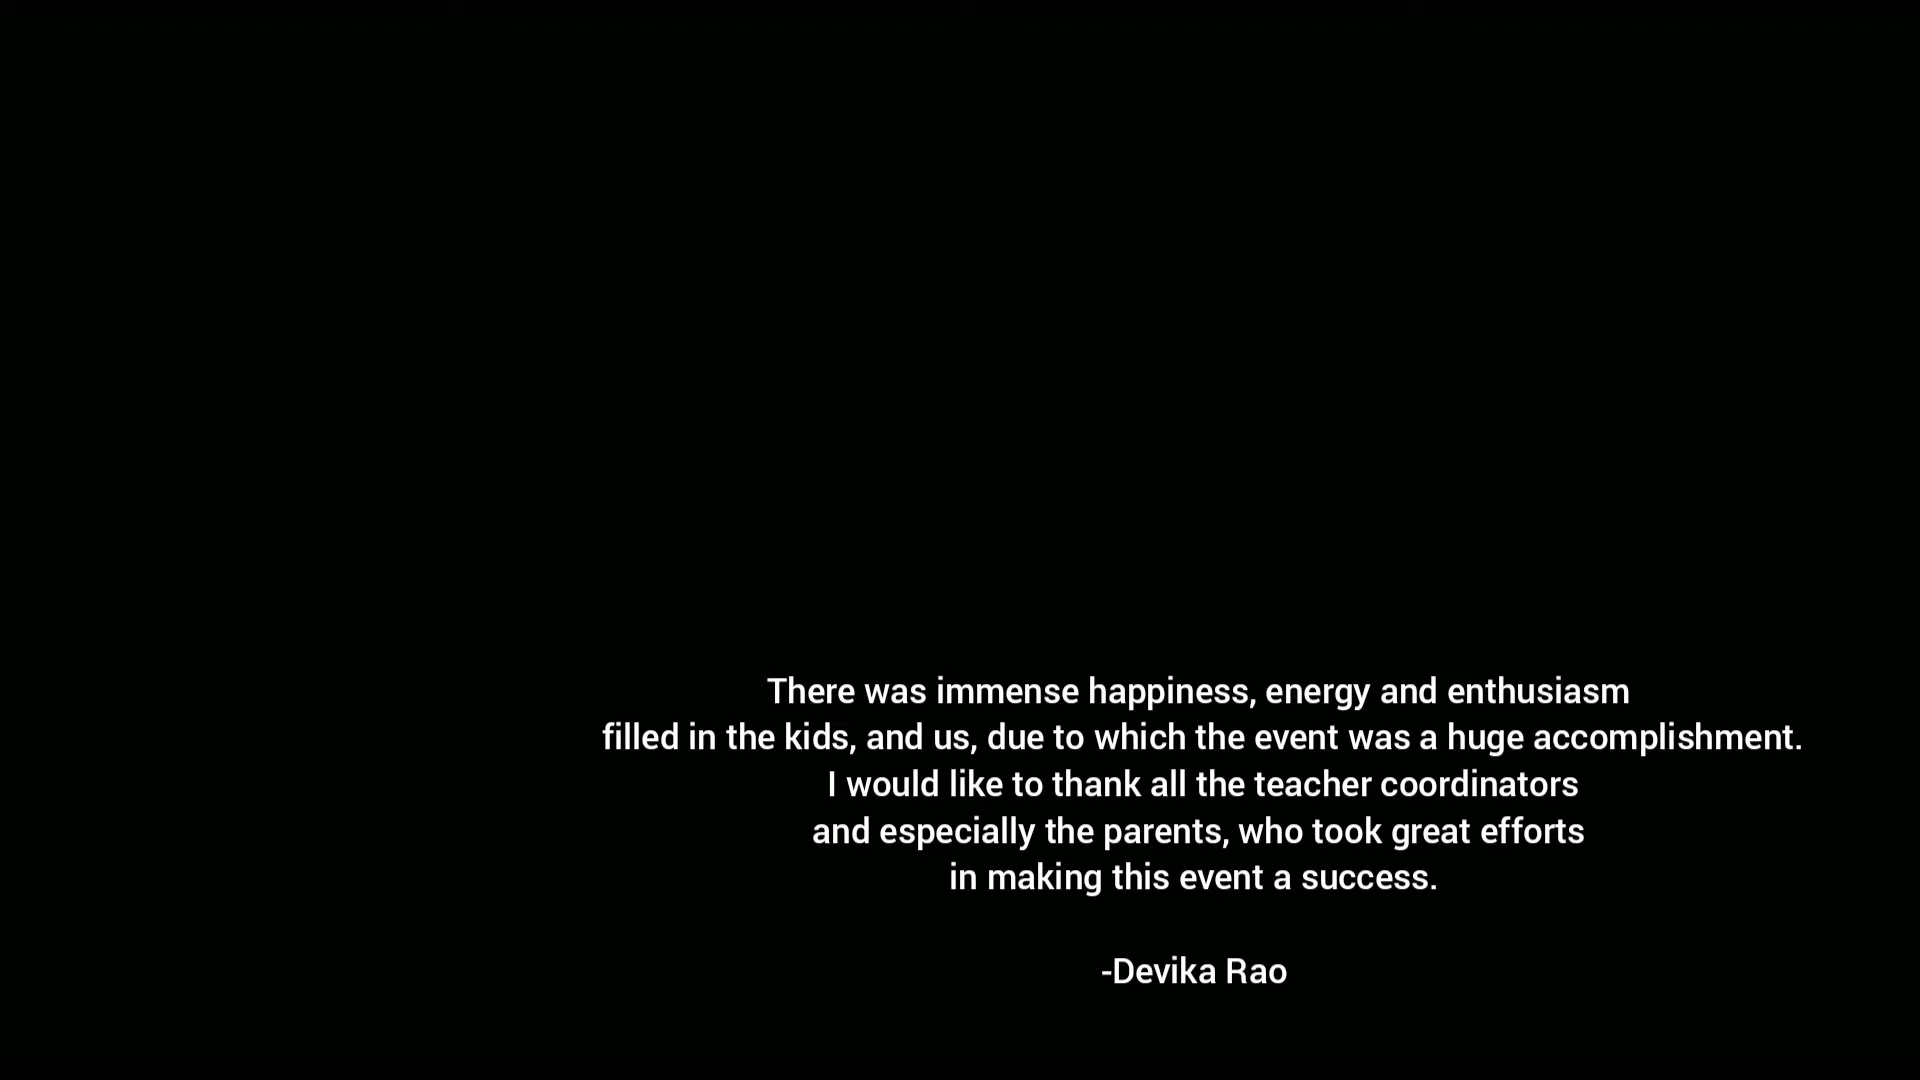 There was immense happiness, energy and enthusiasm
filled in the kids, and us, due to which the event was a huge accomplishment.
I would like to thank all the teacher coordinators
and especially the parents, who took great efforts
in making this event a success.
-Devika Rao